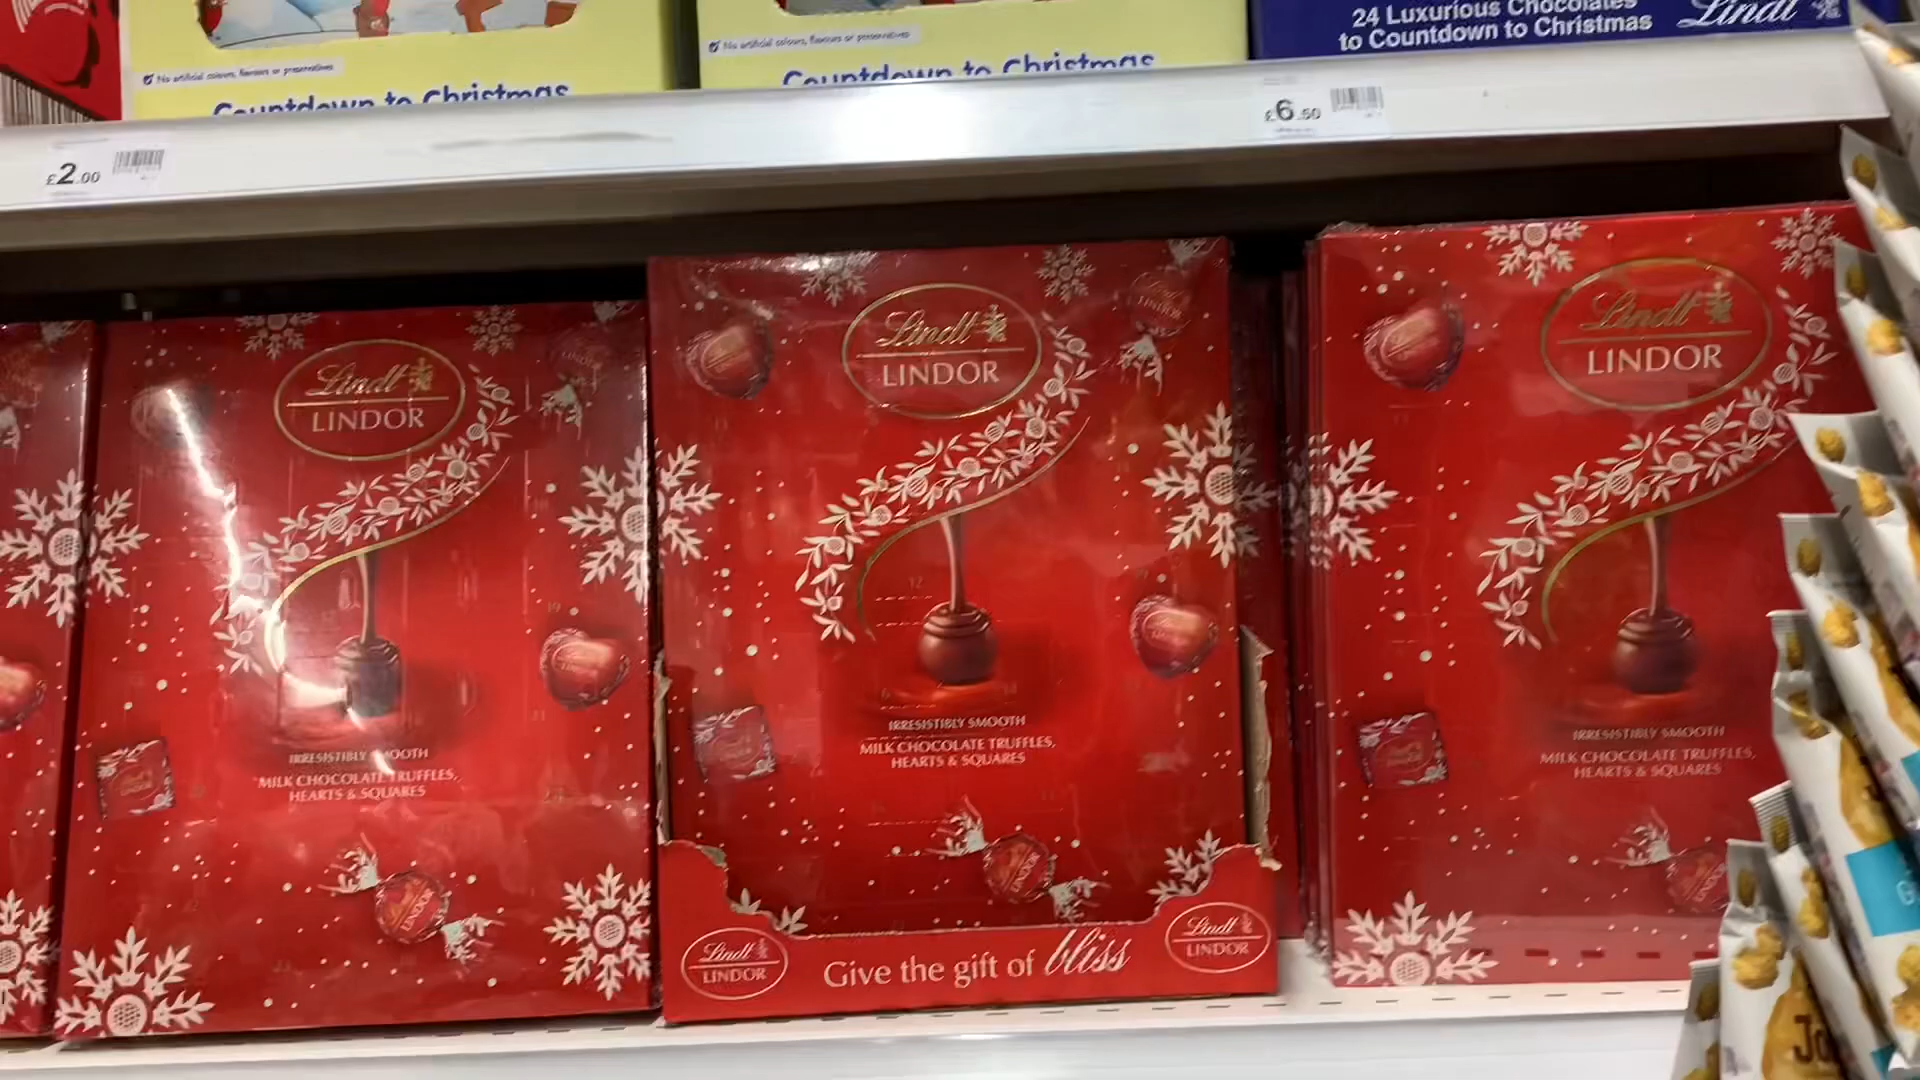 No artificial colours, flavours or preservatives
Countdown to Christmas
No artificial colours, flavours or preservatives
Countdown to Christmas
24 Luxurious Chocolates
to Countdown to Christmas
Lindt
£2.00
£6.50
Lindt
LINDOR
IRRESISTIBLY SMOOTH
MILK CHOCOLATE TRUFFLES,
HEARTS & SQUARES
Lindt
LINDOR
12
IRRESISTIBLY SMOOTH
MILK CHOCOLATE TRUFFLES,
HEARTS & SQUARES
Lindt
LINDOR
Give the gift of bliss
Lindt
LINDOR
Lindt
LINDOR
IRRESISTIBLY SMOOTH
MILK CHOCOLATE TRUFFLES,
HEARTS & SQUARES